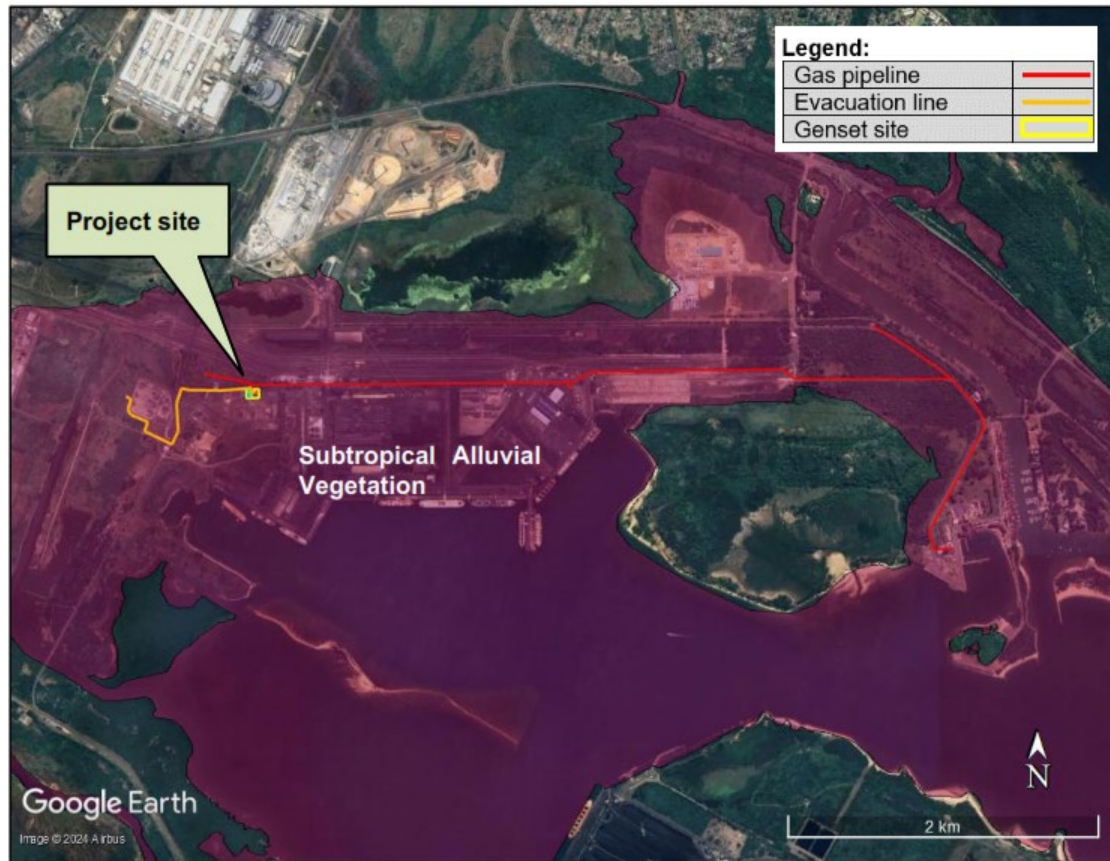 Legend:
Gas pipeline
Evacuation line
Genset site
Project site
Subtropical Alluvial
Vegetation
N
Google Earth
Image © 2024 Airbus
2 km